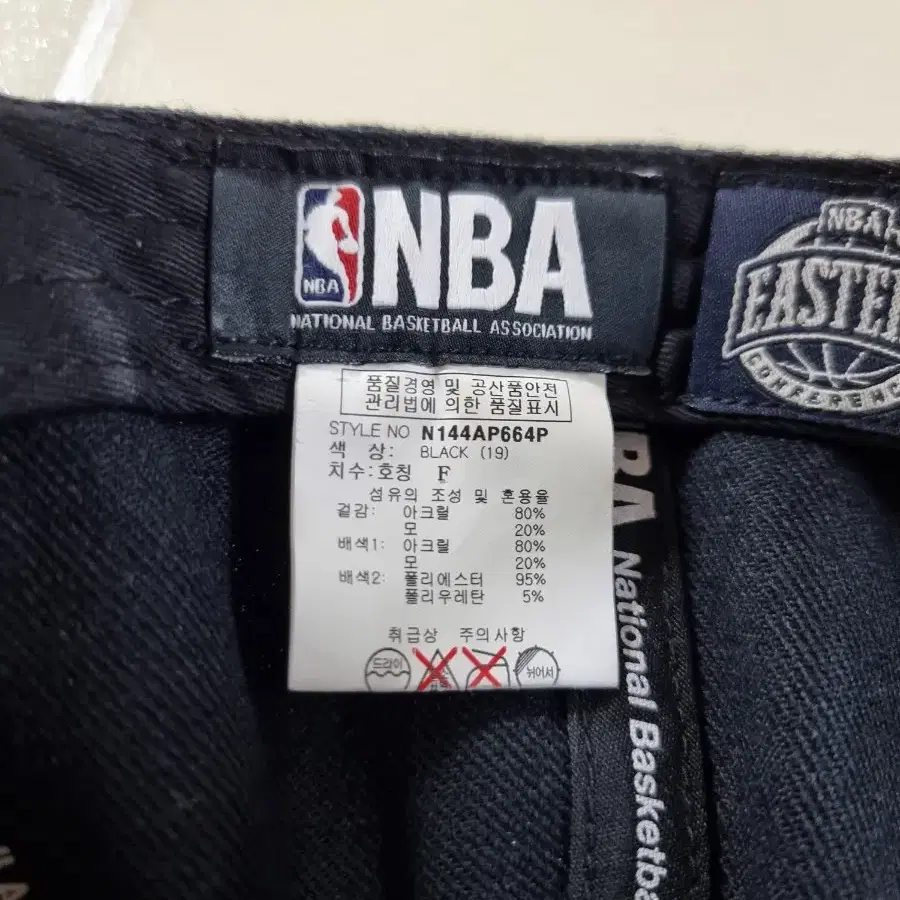 NBA
NBA
NATIONAL BASKETBALL ASSOCIATION
NBA
CONFERENCE
품질경영 및 공산품안전
관리법에 의한 품질표시
STYLE NO N144AP664P
색 상: BLACK (19)
치수:호칭 F
섬유의 조성 및 혼용율
겉감: 아크릴 80%
모 20%
배색1: 아크릴 80%
모 20%
배색2: 폴리에스터 95%
폴리우레탄 5%
취급상 주의사항
드라이
뉘어서
National Basketba